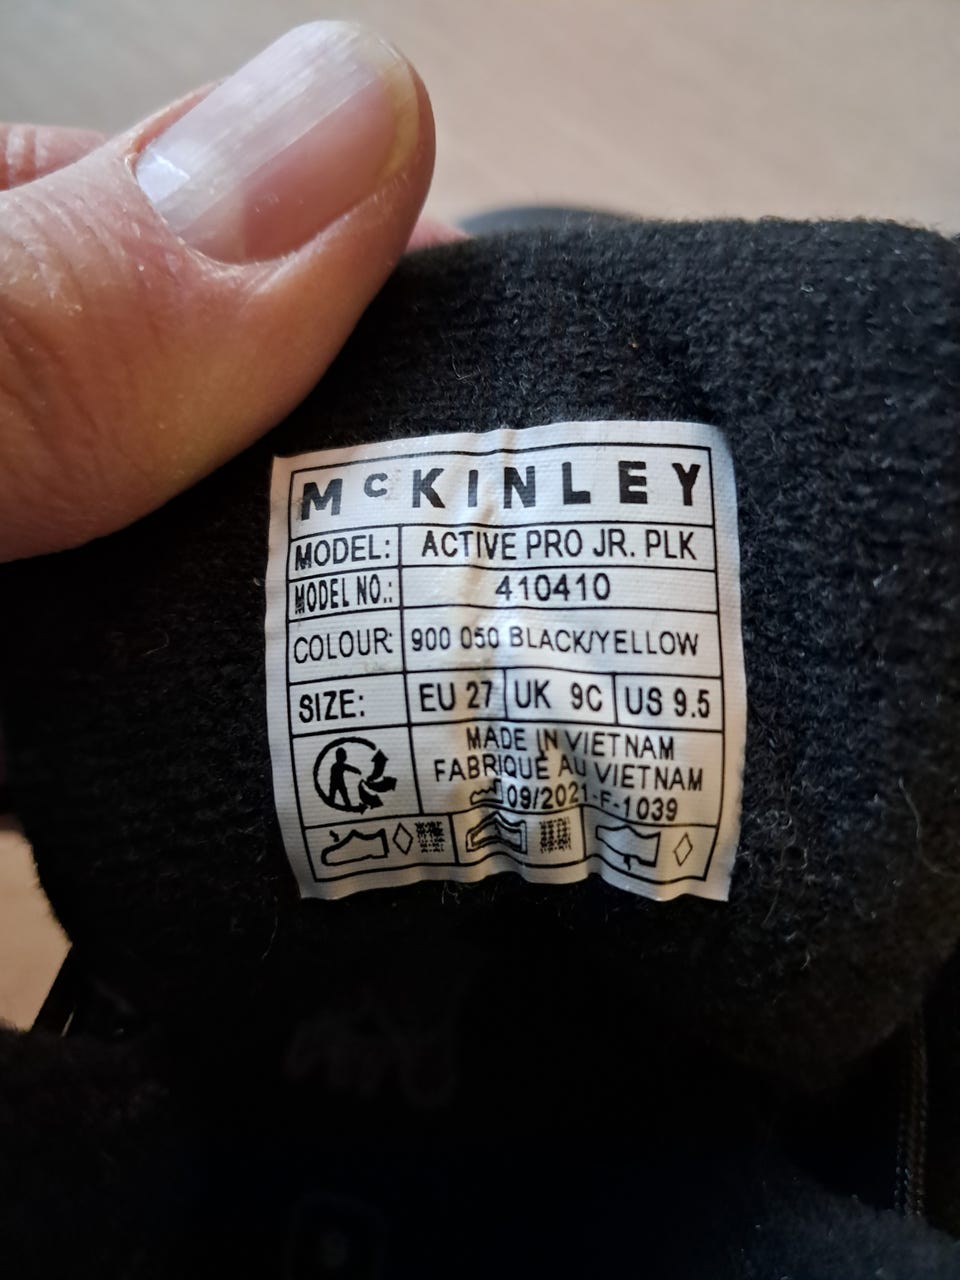 McKINLEY
MODEL: ACTIVE PRO JR. PLK
MODEL NO.: 410410
COLOUR: 900 050 BLACK/YELLOW
SIZE: EU 27 UK 9C US 9.5
MADE IN VIETNAM
FABRIQUE AU VIETNAM
09/2021-F-1039